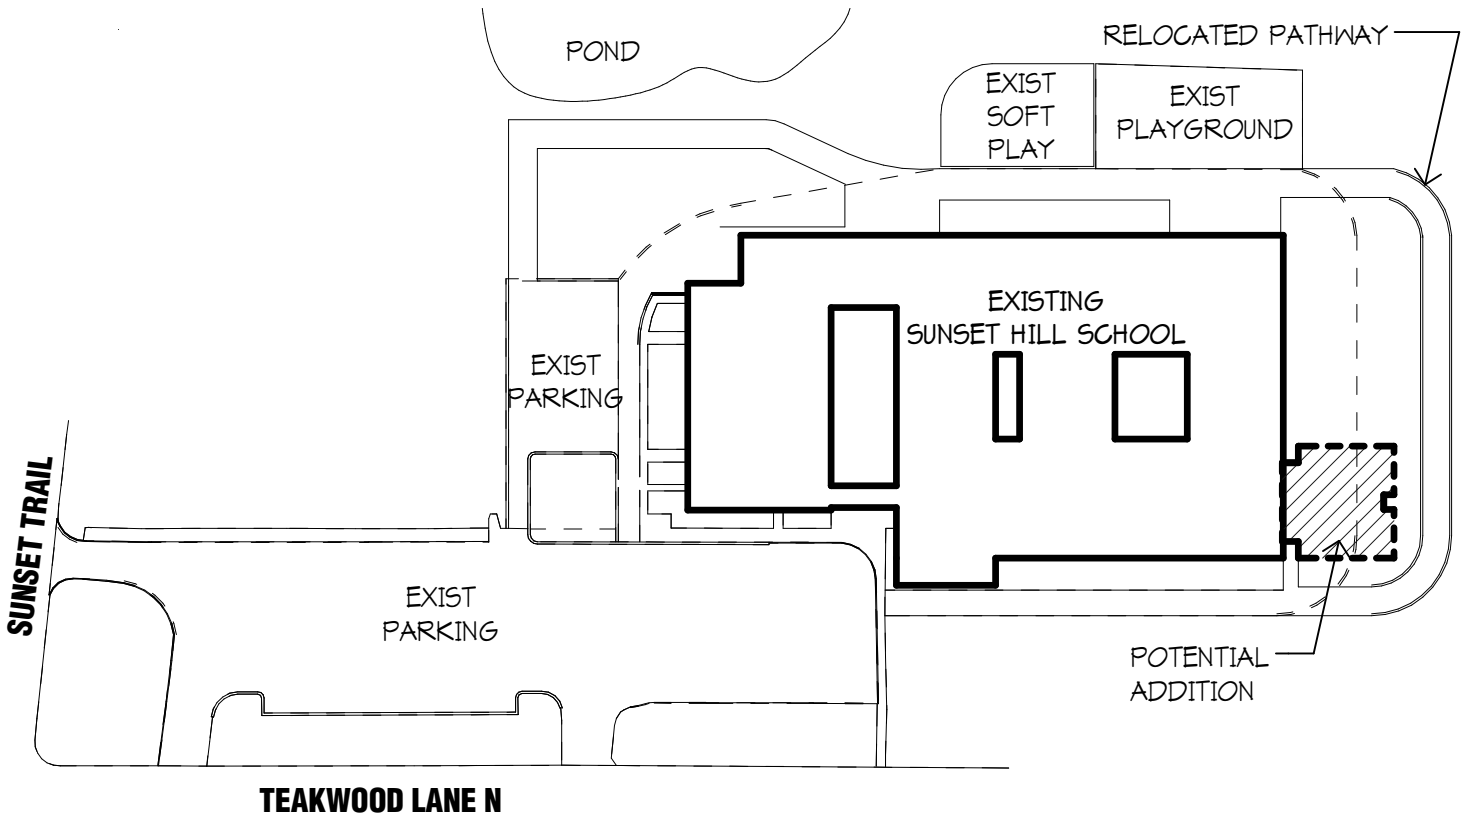 RELOCATED PATHWAY
POND
EXIST
SOFT
PLAY
EXIST
PLAYGROUND
EXISTING
SUNSET HILL SCHOOL
EXIST
PARKING
SUNSET TRAIL
EXIST
PARKING
POTENTIAL
ADDITION
TEAKWOOD LANE N